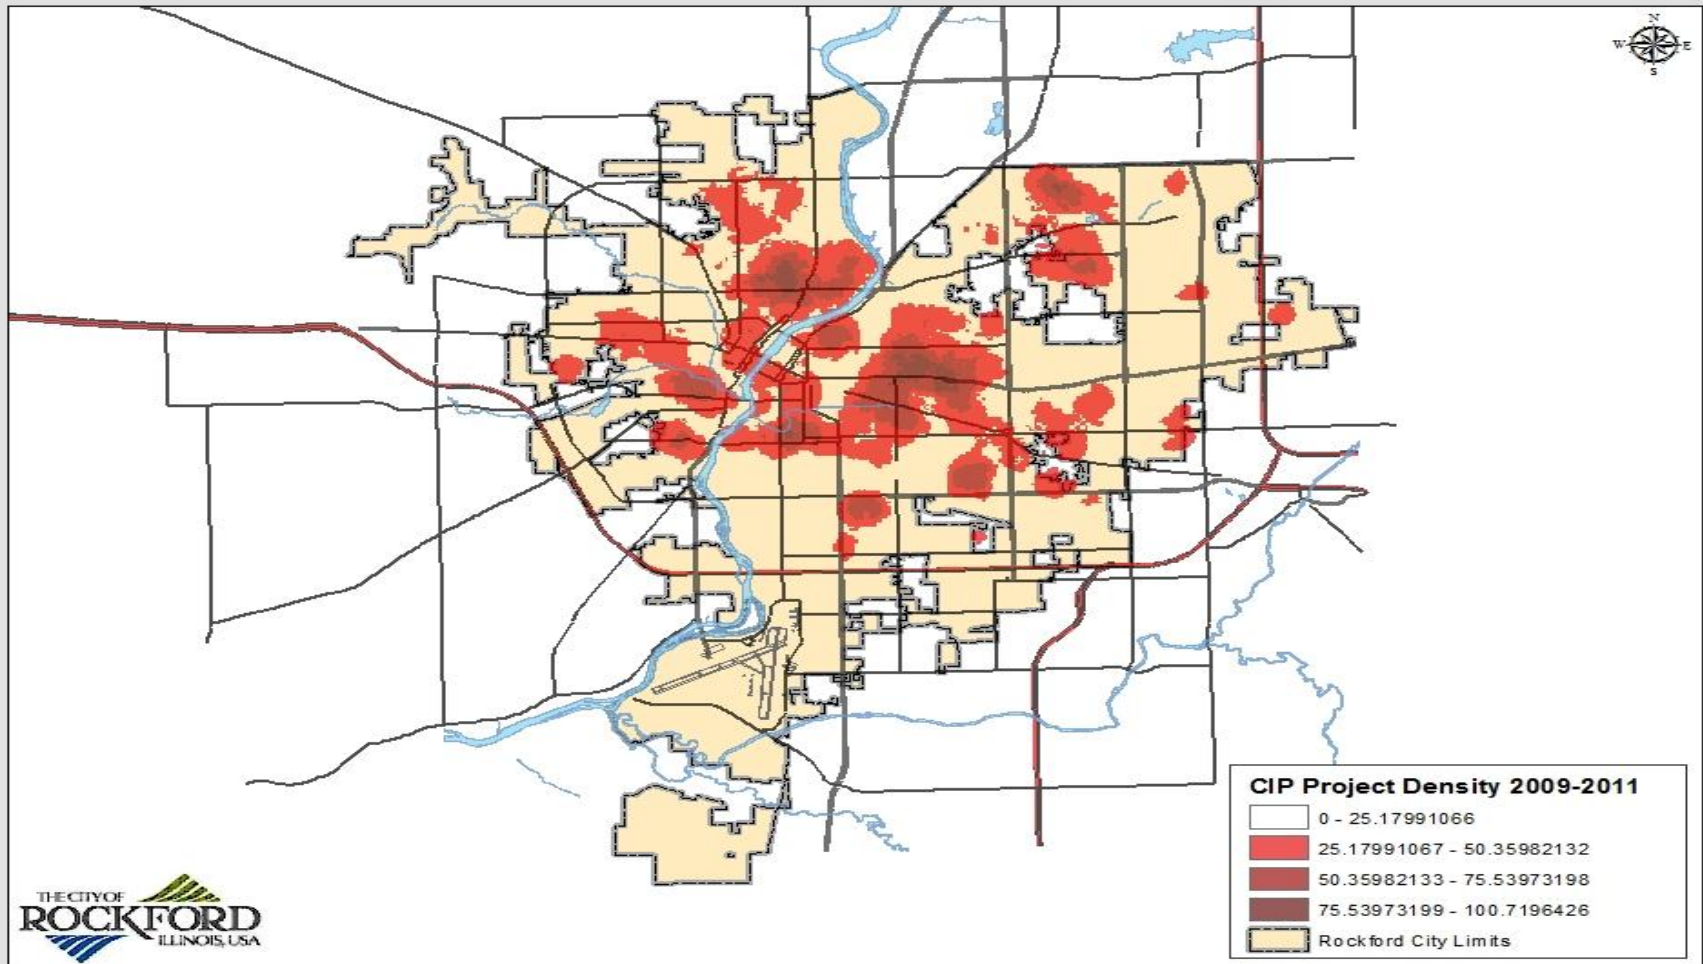 N
W E
S
CIP Project Density 2009-2011
0 - 25.17991066
25.17991067 - 50.35982132
50.35982133 - 75.53973198
75.53973199 - 100.7196426
Rockford City Limits
THE CITY OF
ROCKFORD
ILLINOIS, USA